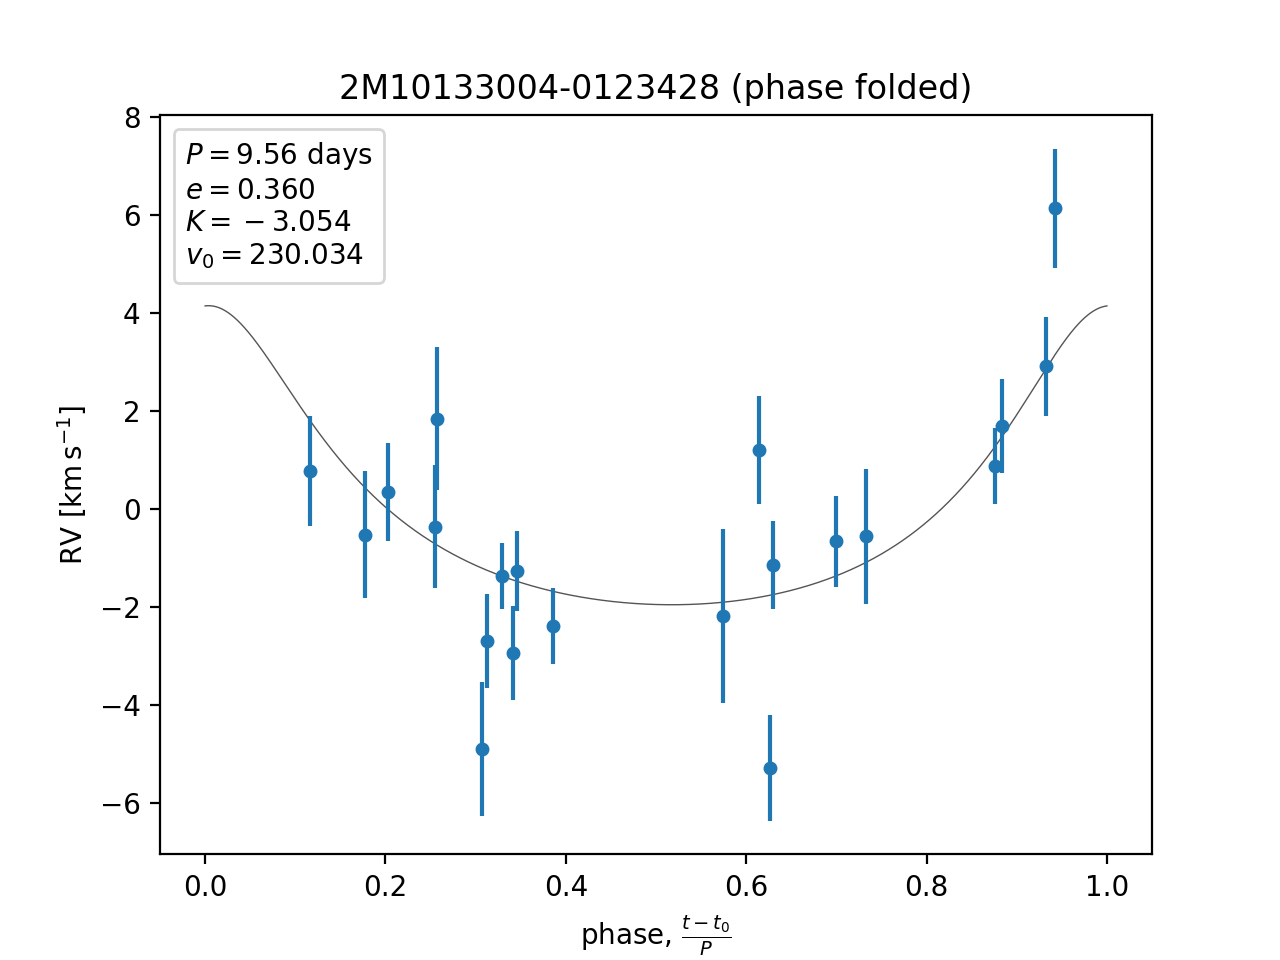 2M10133004-0123428 (phase folded)
P = 9.56 days
e = 0.360
K = −3.054
v₀ = 230.034
8
6
4
2
0
−2
−4
−6
RV [km s⁻¹]
0.0 0.2 0.4 0.6 0.8 1.0
phase, (t − t₀)/P